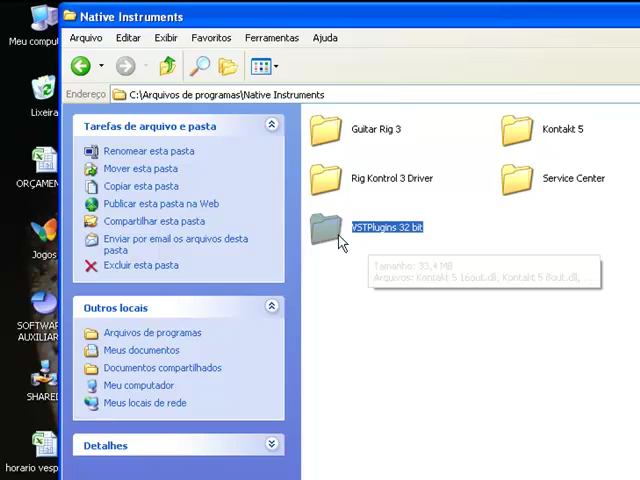 Native Instruments
Arquivo Editar Exibir Favoritos Ferramentas Ajuda
Endereço C:\Arquivos de programas\Native Instruments
Meu comput
Lixeira
ORÇAMEN
Jogos
SOFTWAR
AUXILIAR
SHARED
horario vesp
Tarefas de arquivo e pasta
Renomear esta pasta
Mover esta pasta
Copiar esta pasta
Publicar esta pasta na Web
Compartilhar esta pasta
Enviar por email os arquivos desta
pasta
Excluir esta pasta
Outros locais
Arquivos de programas
Meus documentos
Documentos compartilhados
Meu computador
Meus locais de rede
Detalhes
Guitar Rig 3
Kontakt 5
Rig Kontrol 3 Driver
Service Center
VSTPlugins 32 bit
Tamanho: 33,4 MB
Arquivos: Kontakt 5 16out.dll, Kontakt 5 8out.dll, ...